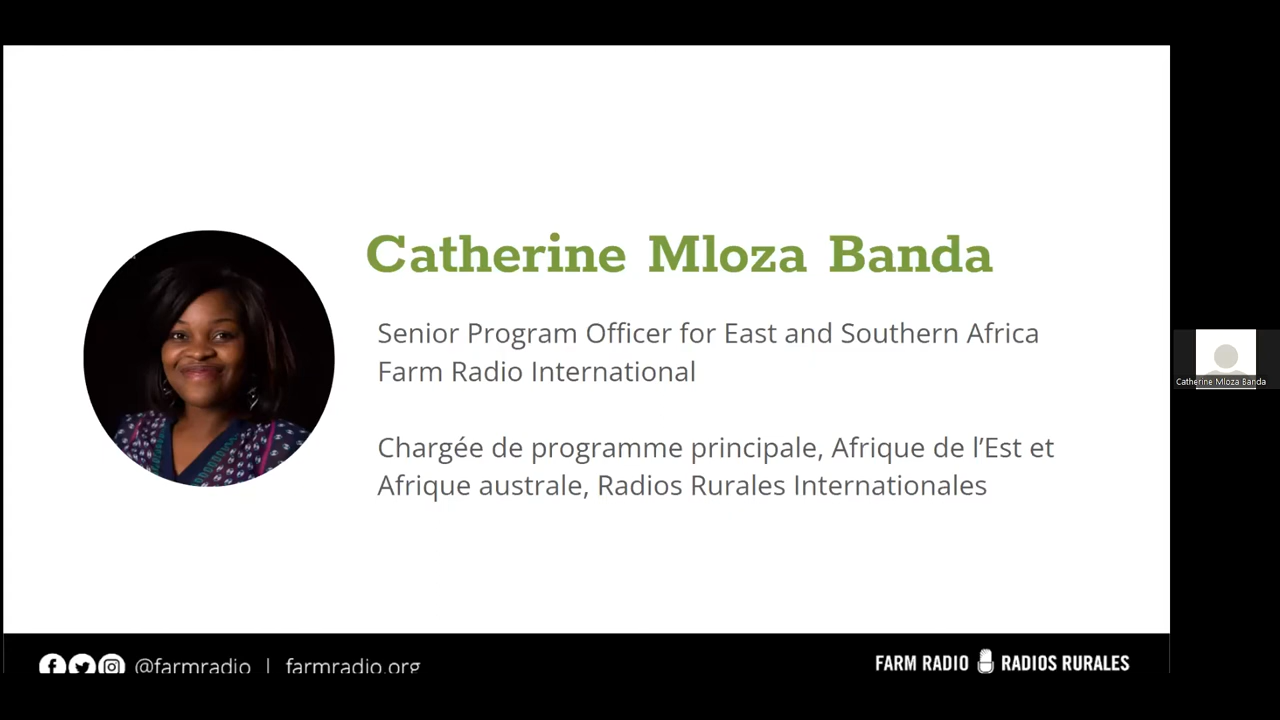 Catherine Mloza Banda
Senior Program Officer for East and Southern Africa
Farm Radio International
Chargée de programme principale, Afrique de l’Est et
Afrique australe, Radios Rurales Internationales
Catherine Mloza Banda
@farmradio | farmradio.org
FARM RADIO RADIOS RURALES